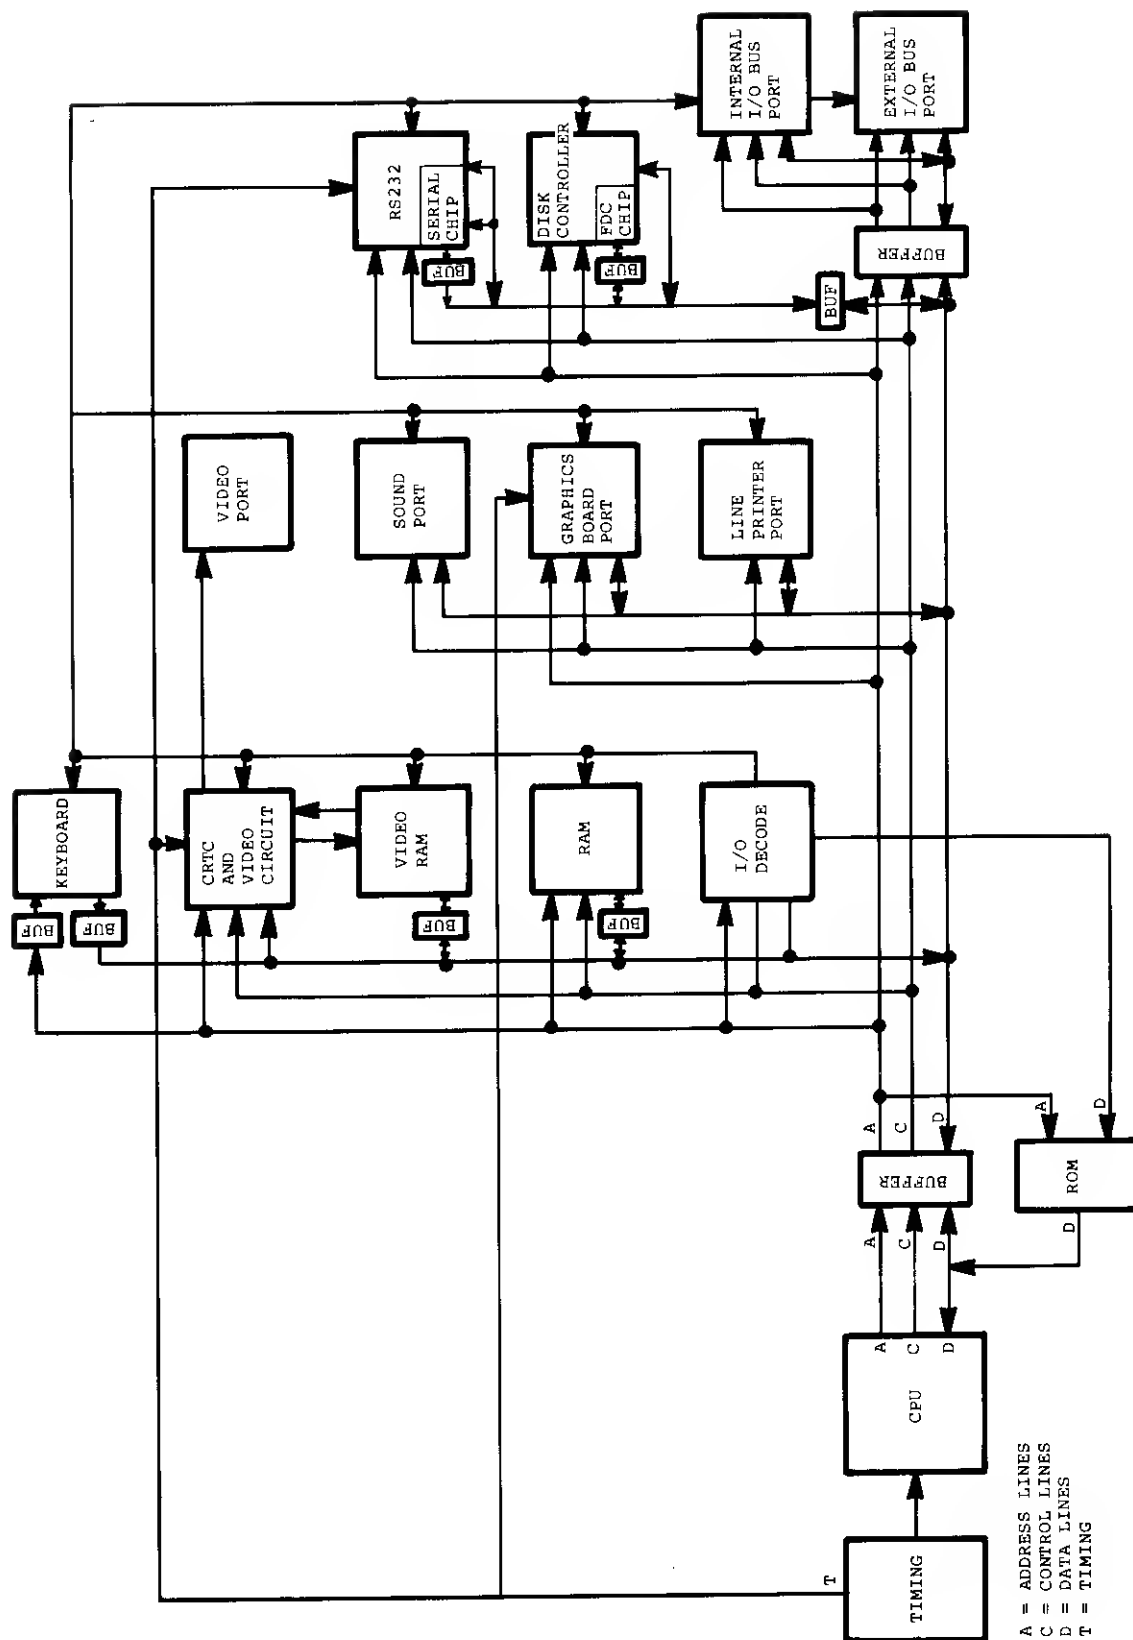 KEYBOARD
BUF
BUF
CRTC
AND
VIDEO
CIRCUIT
VIDEO
RAM
BUF
RAM
BUF
I/O
DECODE
VIDEO
PORT
SOUND
PORT
GRAPHICS
BOARD
PORT
LINE
PRINTER
PORT
RS232
SERIAL
CHIP
BUF
DISK
CONTROLLER
FDC
CHIP
BUF
BUF
INTERNAL
I/O BUS
PORT
EXTERNAL
I/O BUS
PORT
BUFFER
T
TIMING
CPU
A
C
D
A
C
D
BUFFER
A
C
D
A
D
ROM
D
A = ADDRESS LINES
C = CONTROL LINES
D = DATA LINES
T = TIMING